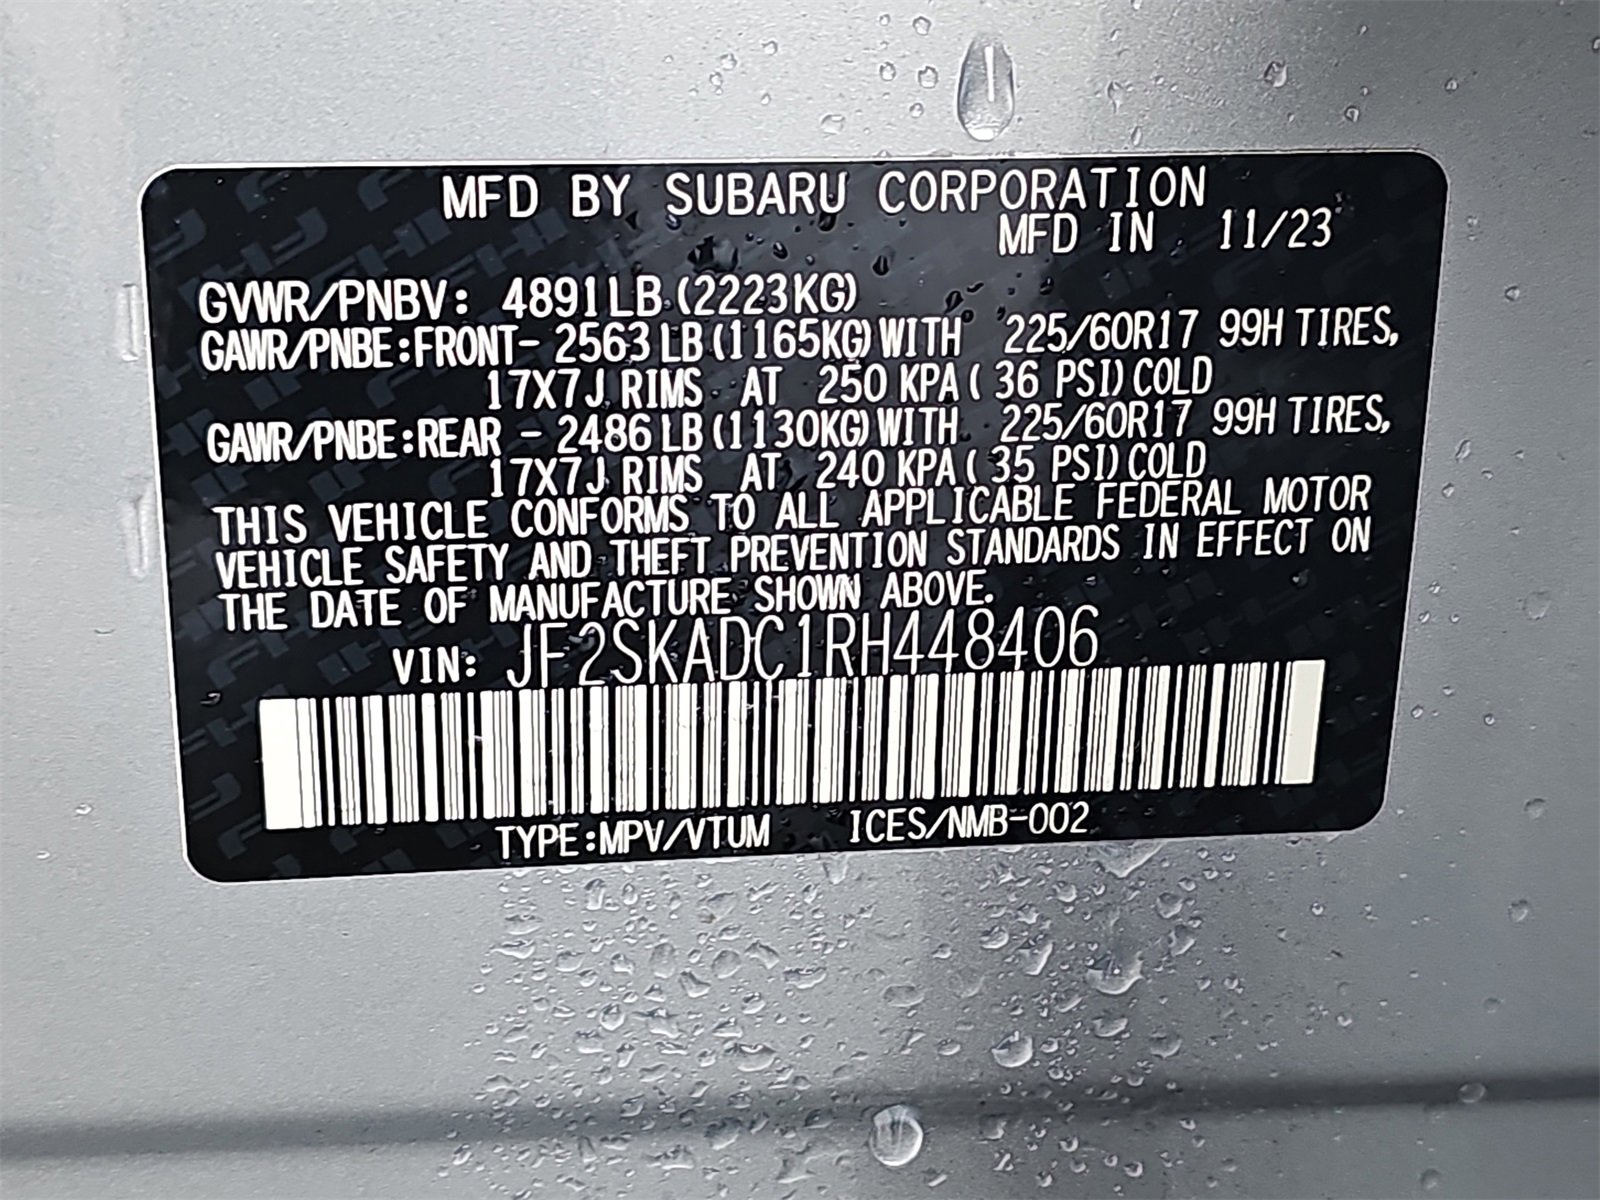 MFD BY SUBARU CORPORATION
MFD IN 11/23
GVWR/PNBV: 4891LB (2223KG)
GAWR/PNBE:FRONT- 2563 LB (1165KG) WITH 225/60R17 99H TIRES,
17X7J RIMS AT 250 KPA ( 36 PSI) COLD
GAWR/PNBE:REAR - 2486 LB (1130KG) WITH 225/60R17 99H TIRES,
17X7J RIMS AT 240 KPA ( 35 PSI) COLD
THIS VEHICLE CONFORMS TO ALL APPLICABLE FEDERAL MOTOR
VEHICLE SAFETY AND THEFT PREVENTION STANDARDS IN EFFECT ON
THE DATE OF MANUFACTURE SHOWN ABOVE.
VIN: JF2SKADC1RH448406
TYPE:MPV/VTUM ICES/NMB-002